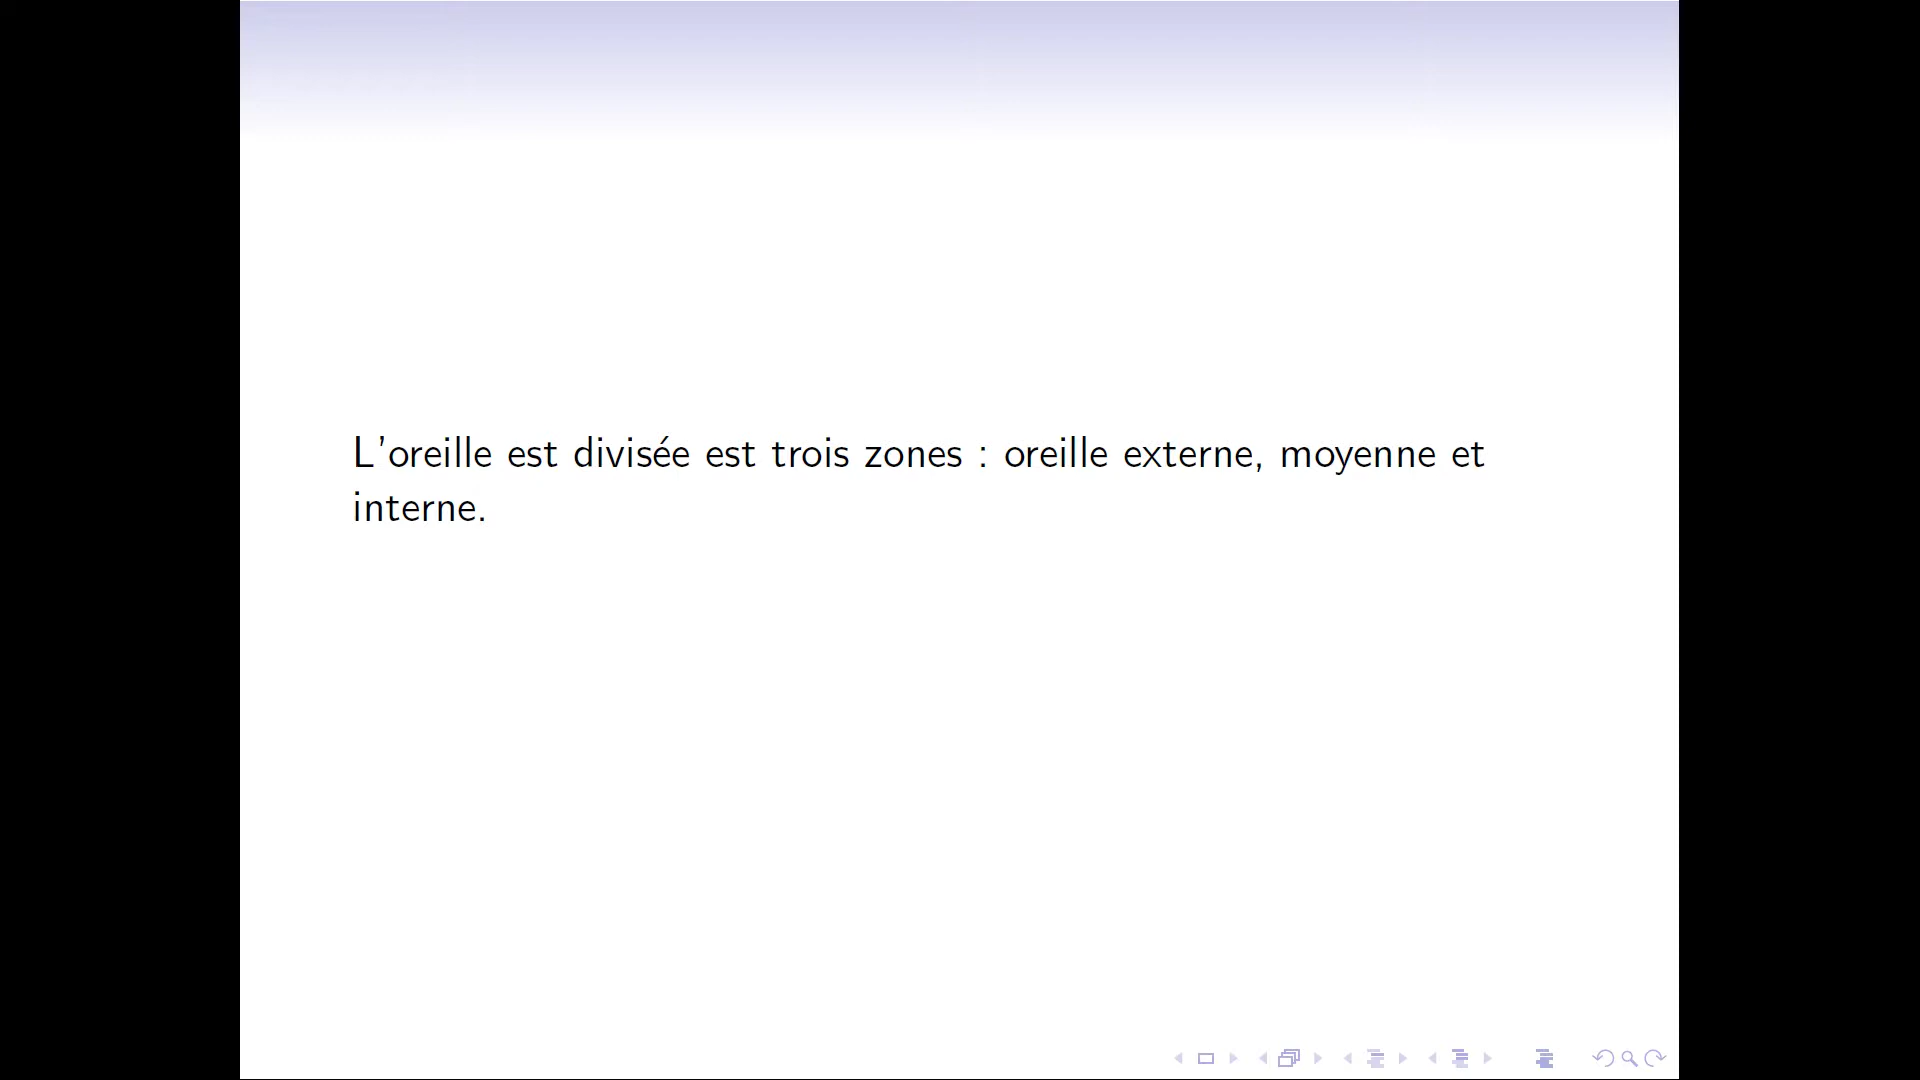 L'oreille est divisée est trois zones : oreille externe, moyenne et
interne.